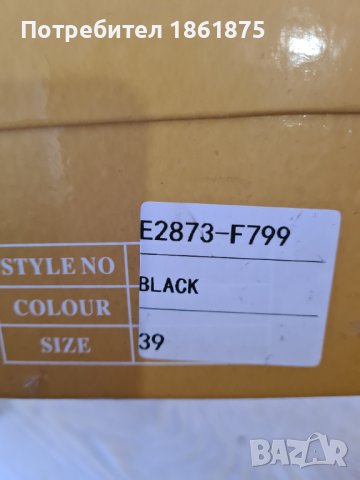 Потребител 1861875
E2873-F799
STYLE NO
COLOUR BLACK
SIZE 39
BAZAR